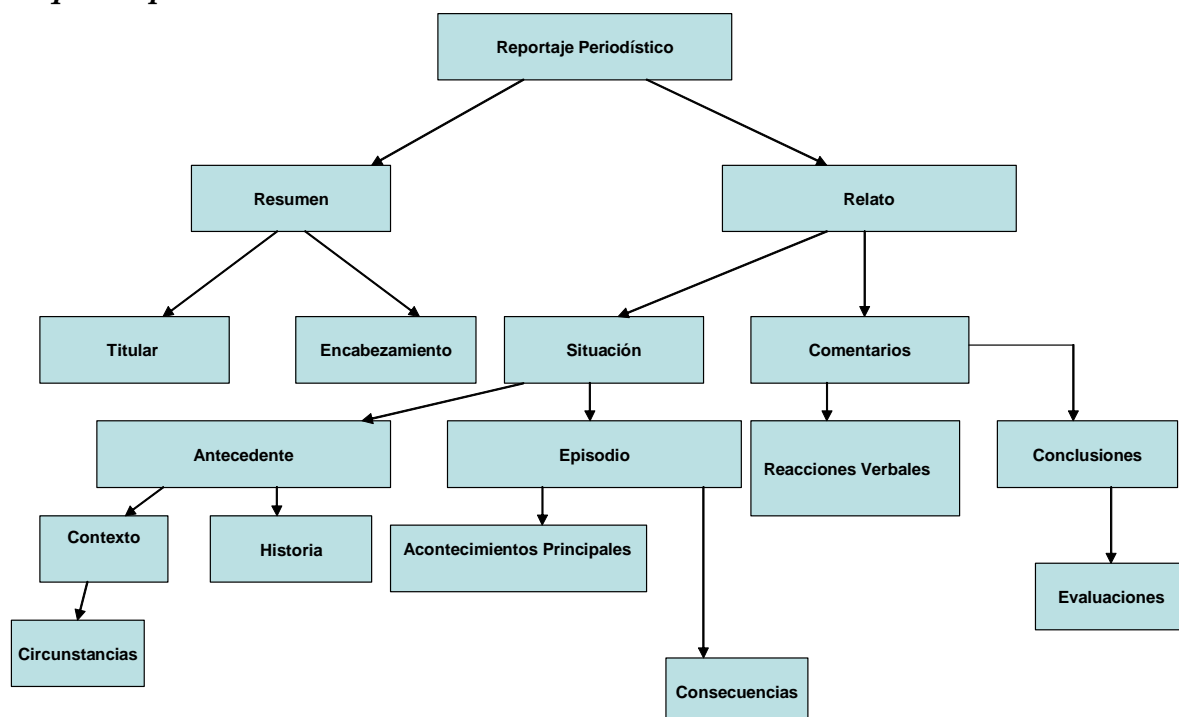 Reportaje Periodístico
Resumen
Relato
Titular
Encabezamiento
Situación
Comentarios
Antecedente
Episodio
Reacciones Verbales
Conclusiones
Contexto
Historia
Acontecimientos Principales
Evaluaciones
Circunstancias
Consecuencias